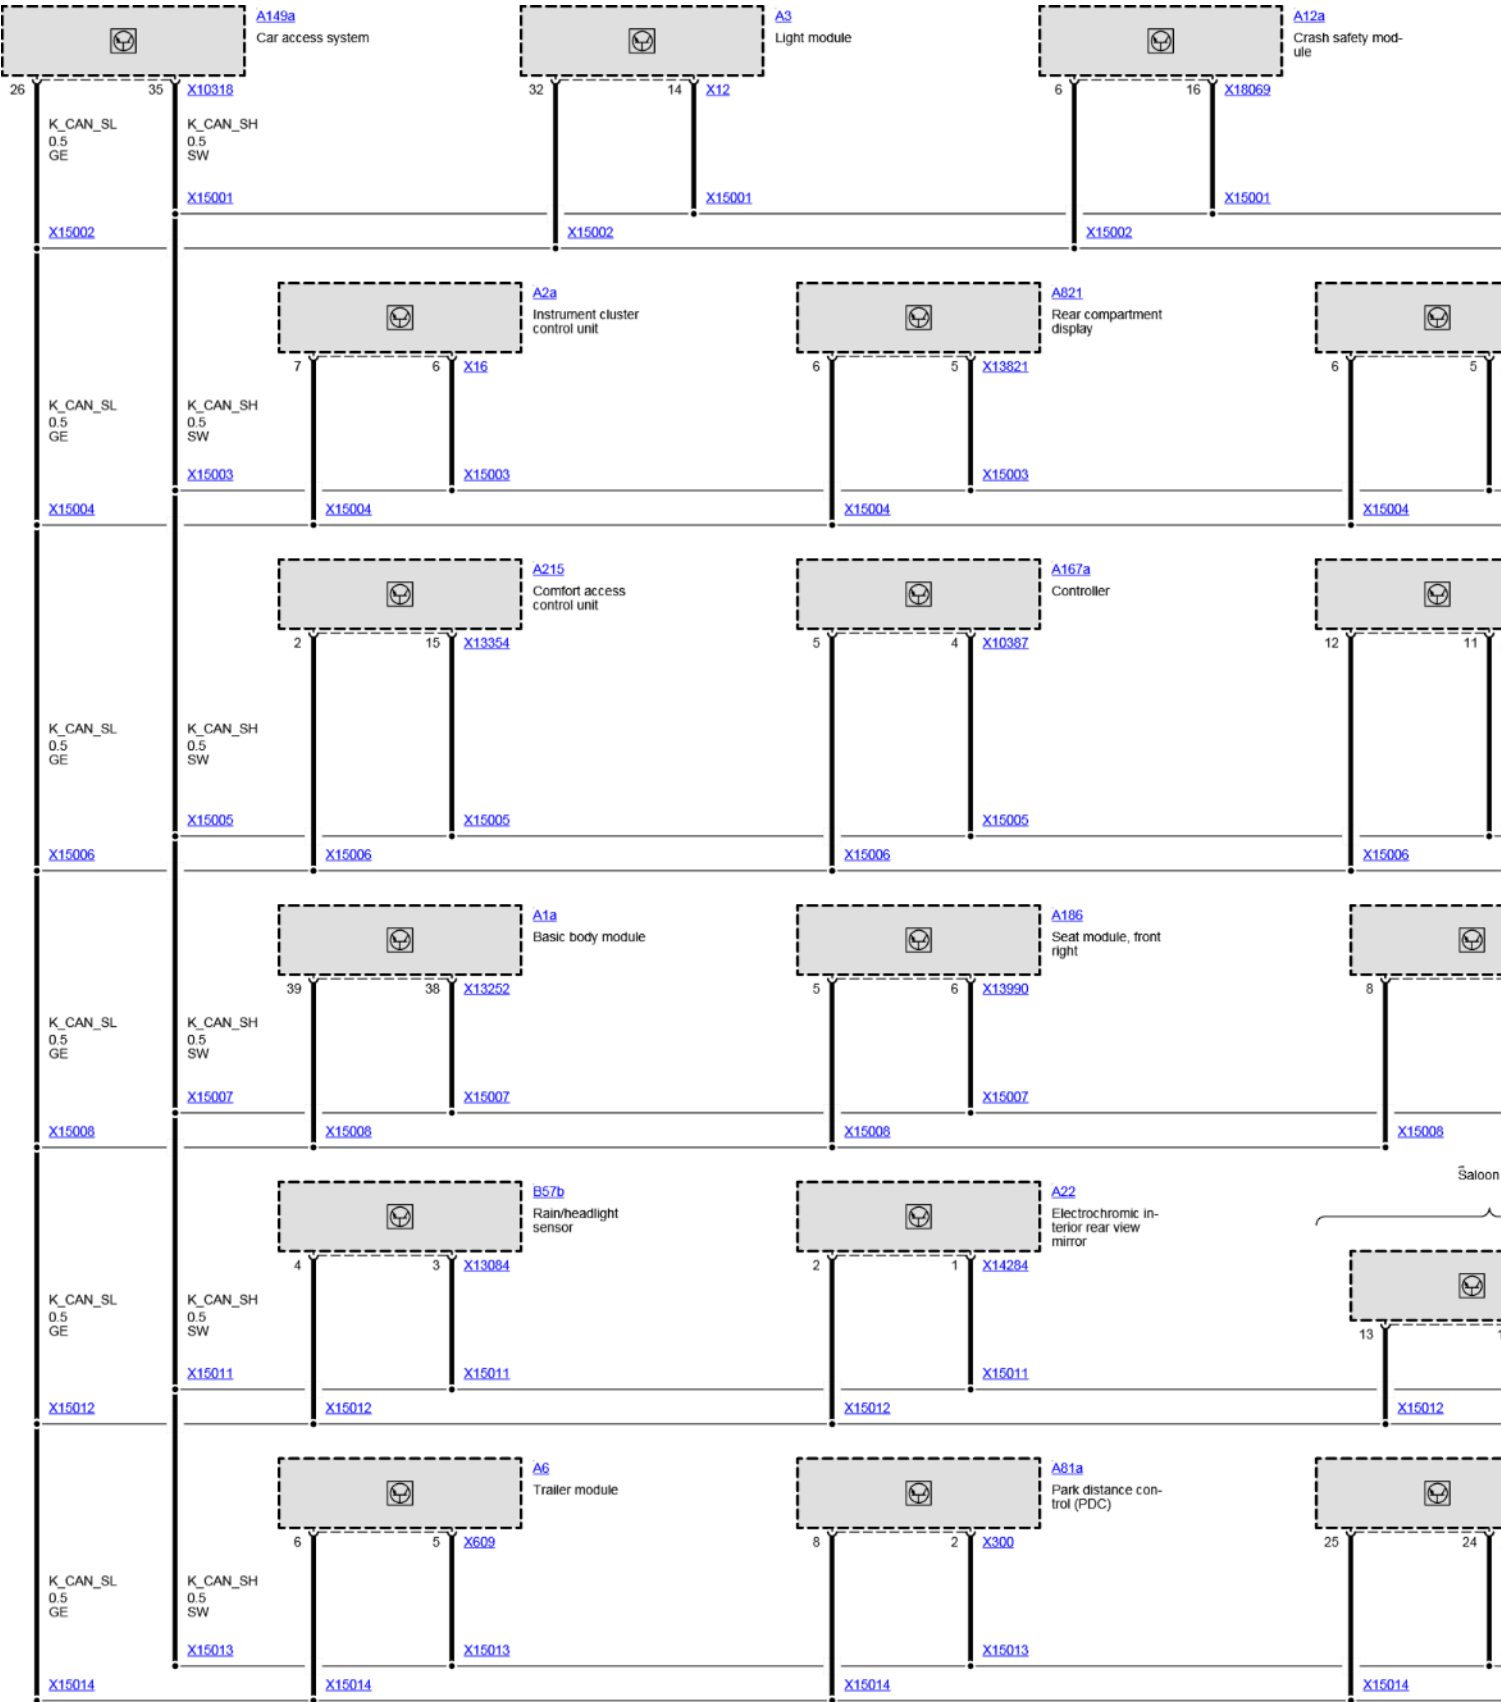 A149a
Car access system
A3
Light module
A12a
Crash safety mod-
ule
26
35
X10318
32
14
X12
6
16
X18069
K_CAN_SL
0.5
GE
K_CAN_SH
0.5
SW
X15001
X15001
X15001
X15002
X15002
X15002
A2a
Instrument cluster
control unit
A821
Rear compartment
display
7
6
X16
6
5
X13821
6
5
K_CAN_SL
0.5
GE
K_CAN_SH
0.5
SW
X15003
X15003
X15003
X15004
X15004
X15004
X15004
A215
Comfort access
control unit
A167a
Controller
2
15
X13354
5
4
X10387
12
11
K_CAN_SL
0.5
GE
K_CAN_SH
0.5
SW
X15005
X15005
X15005
X15006
X15006
X15006
X15006
A1a
Basic body module
A186
Seat module, front
right
39
38
X13252
5
6
X13990
8
K_CAN_SL
0.5
GE
K_CAN_SH
0.5
SW
X15007
X15007
X15007
X15008
X15008
X15008
X15008
Saloon
B57b
Rain/headlight
sensor
A22
Electrochromic in-
terior rear view
mirror
4
3
X13084
2
1
X14284
13
K_CAN_SL
0.5
GE
K_CAN_SH
0.5
SW
X15011
X15011
X15011
X15012
X15012
X15012
X15012
A6
Trailer module
A81a
Park distance con-
trol (PDC)
6
5
X609
8
2
X300
25
24
K_CAN_SL
0.5
GE
K_CAN_SH
0.5
SW
X15013
X15013
X15013
X15014
X15014
X15014
X15014